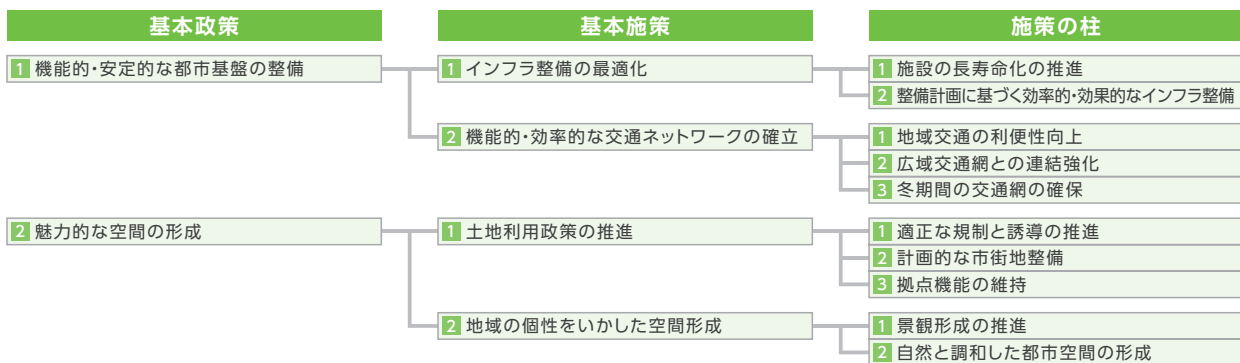 基本政策
基本施策
施策の柱
1 機能的・安定的な都市基盤の整備
1 インフラ整備の最適化
1 施設の長寿命化の推進
2 整備計画に基づく効率的・効果的なインフラ整備
2 機能的・効率的な交通ネットワークの確立
1 地域交通の利便性向上
2 広域交通網との連結強化
3 冬期間の交通網の確保
2 魅力的な空間の形成
1 土地利用政策の推進
1 適正な規制と誘導の推進
2 計画的な市街地整備
3 拠点機能の維持
2 地域の個性をいかした空間形成
1 景観形成の推進
2 自然と調和した都市空間の形成